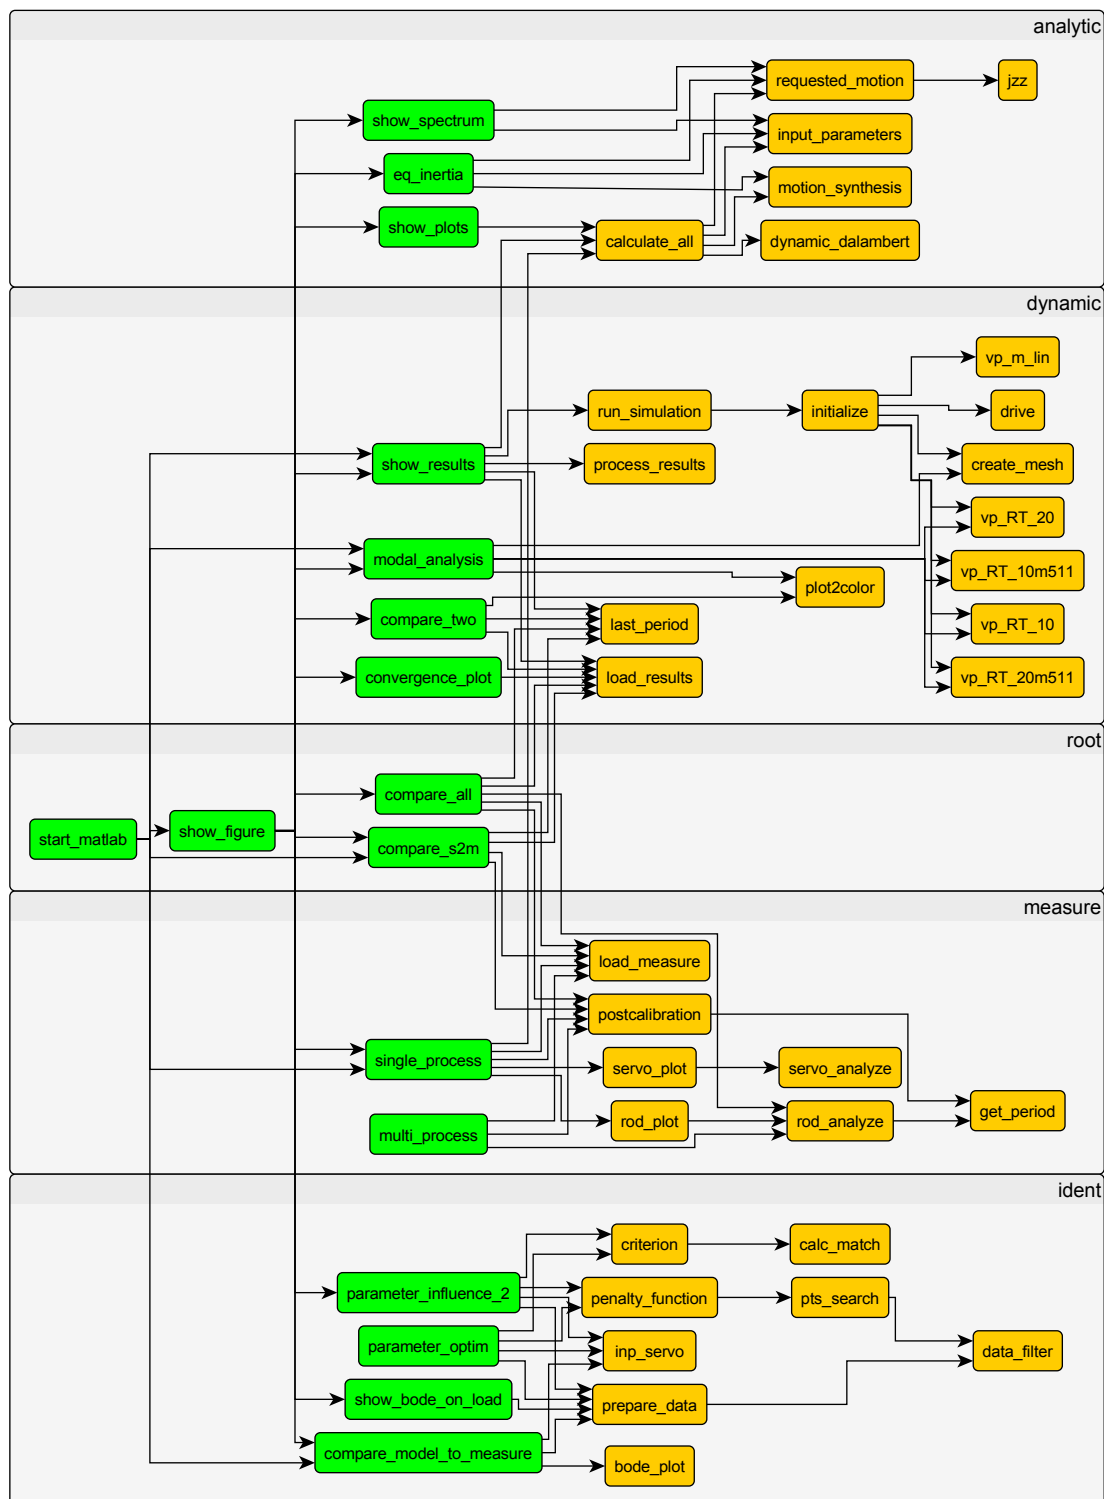 analytic
requested_motion
jzz
show_spectrum
input_parameters
eq_inertia
motion_synthesis
show_plots
calculate_all
dynamic_dalambert
dynamic
vp_m_lin
run_simulation
initialize
drive
show_results
process_results
create_mesh
vp_RT_20
modal_analysis
vp_RT_10m511
plot2color
compare_two
last_period
vp_RT_10
convergence_plot
load_results
vp_RT_20m511
root
compare_all
start_matlab
show_figure
compare_s2m
measure
load_measure
postcalibration
single_process
servo_plot
servo_analyze
multi_process
rod_plot
rod_analyze
get_period
ident
criterion
calc_match
parameter_influence_2
penalty_function
pts_search
parameter_optim
inp_servo
data_filter
show_bode_on_load
prepare_data
compare_model_to_measure
bode_plot